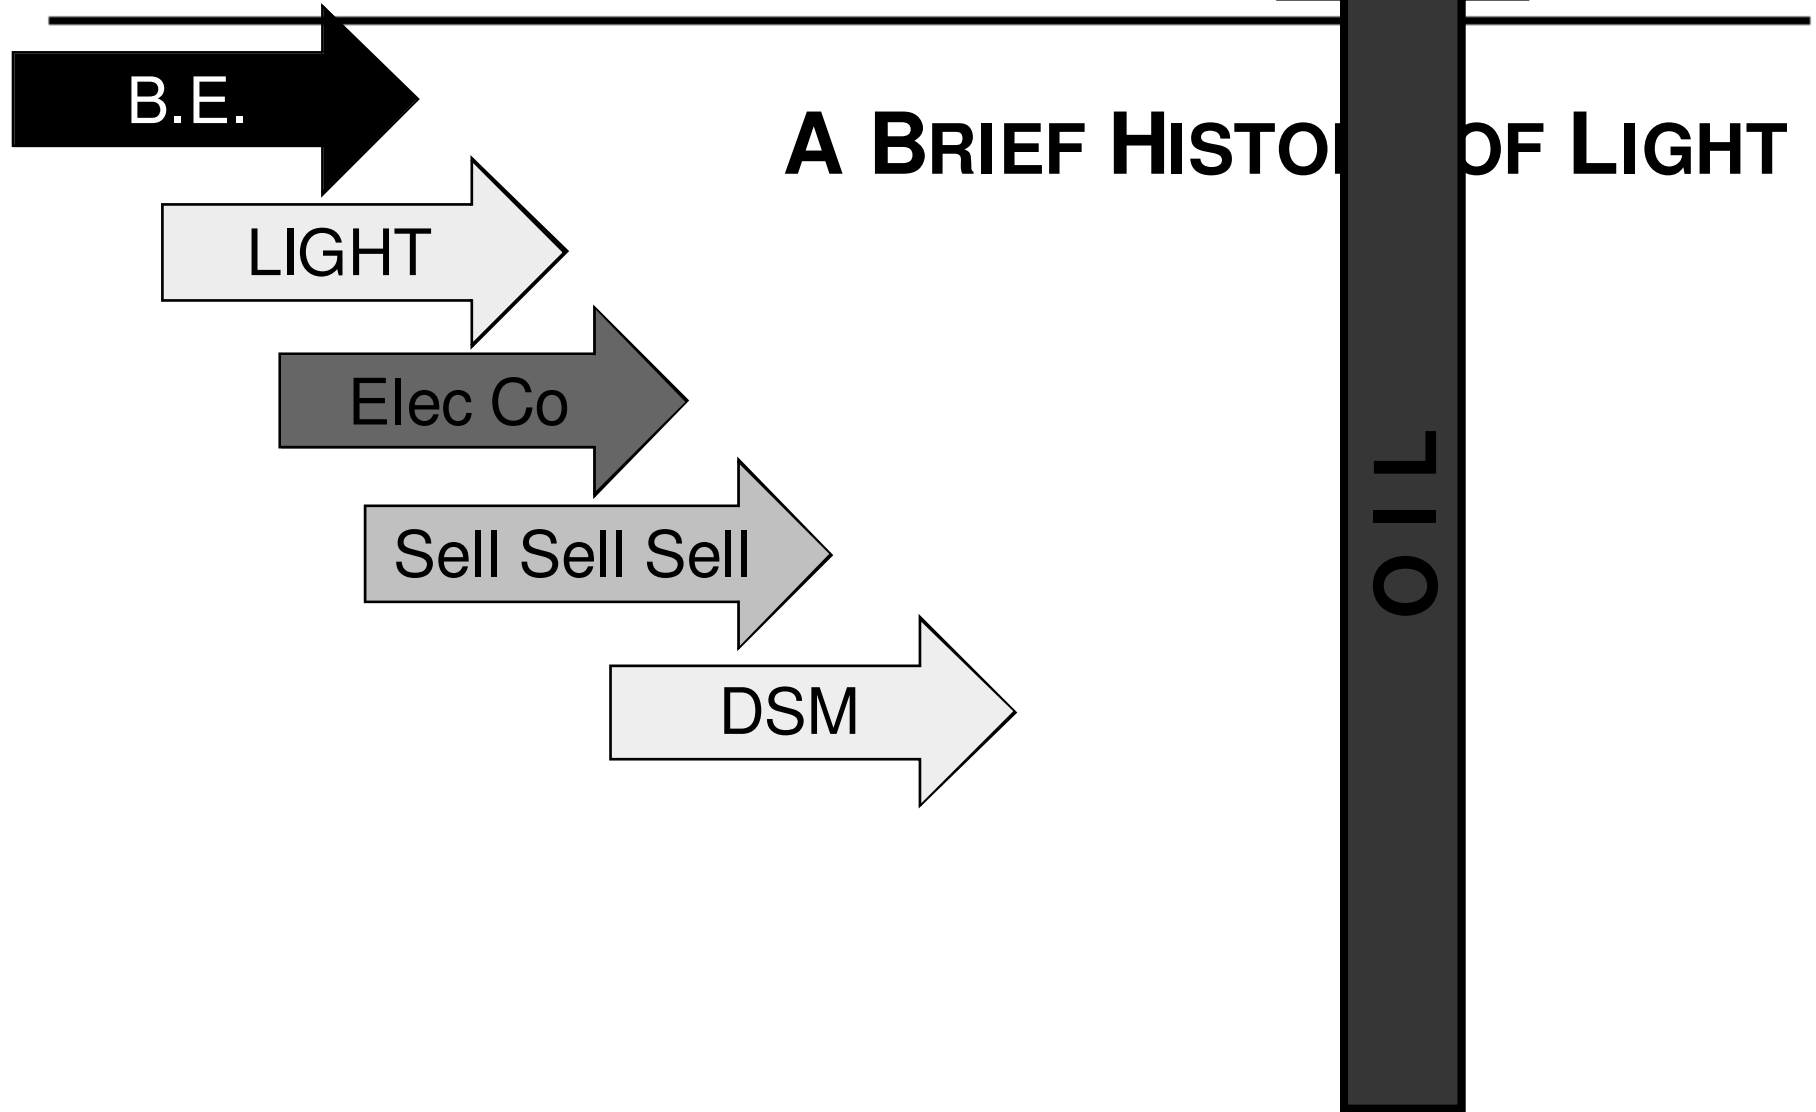 B.E.
A BRIEF HISTO OF LIGHT
LIGHT
Elec Co
Sell Sell Sell
DSM
OIL